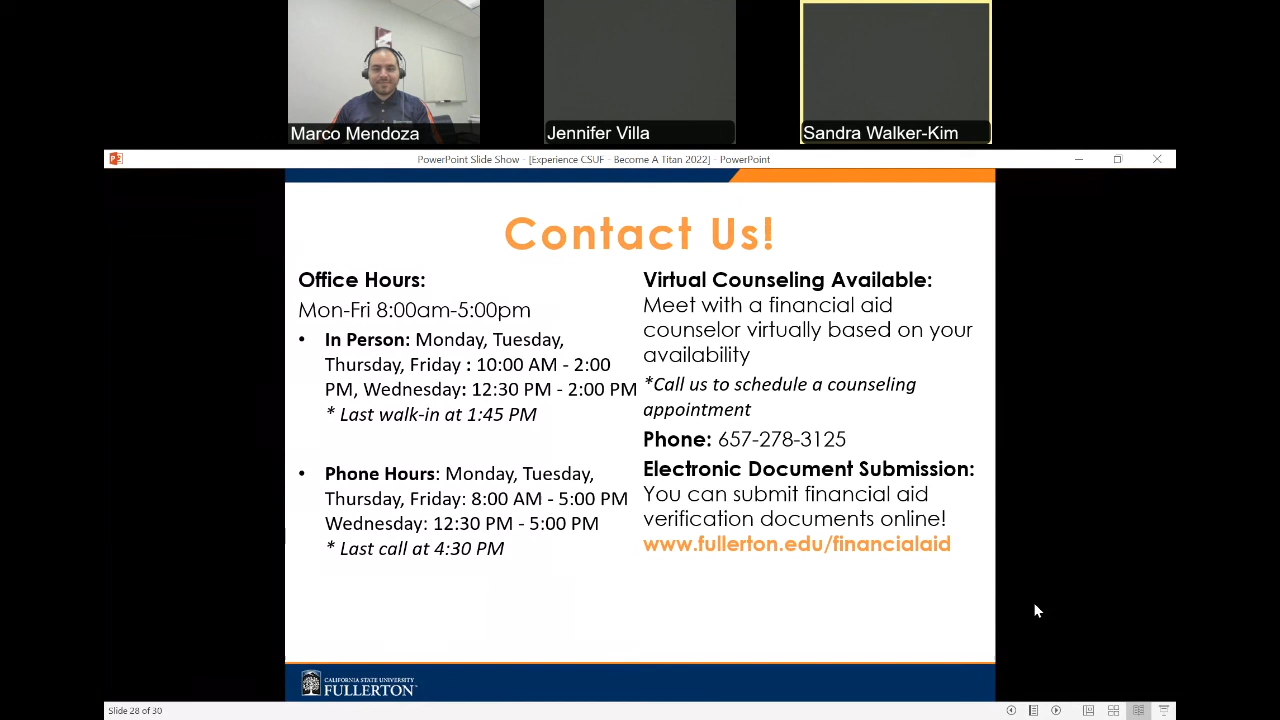 Marco Mendoza
Jennifer Villa
Sandra Walker-Kim
PowerPoint Slide Show - [Experience CSUF - Become A Titan 2022] - PowerPoint
Contact Us!
Office Hours:
Mon-Fri 8:00am-5:00pm
• In Person: Monday, Tuesday,
Thursday, Friday : 10:00 AM - 2:00
PM, Wednesday: 12:30 PM - 2:00 PM
* Last walk-in at 1:45 PM
• Phone Hours: Monday, Tuesday,
Thursday, Friday: 8:00 AM - 5:00 PM
Wednesday: 12:30 PM - 5:00 PM
* Last call at 4:30 PM
Virtual Counseling Available:
Meet with a financial aid
counselor virtually based on your
availability
*Call us to schedule a counseling
appointment
Phone: 657-278-3125
Electronic Document Submission:
You can submit financial aid
verification documents online!
www.fullerton.edu/financialaid
CALIFORNIA STATE UNIVERSITY
FULLERTON
Slide 28 of 30